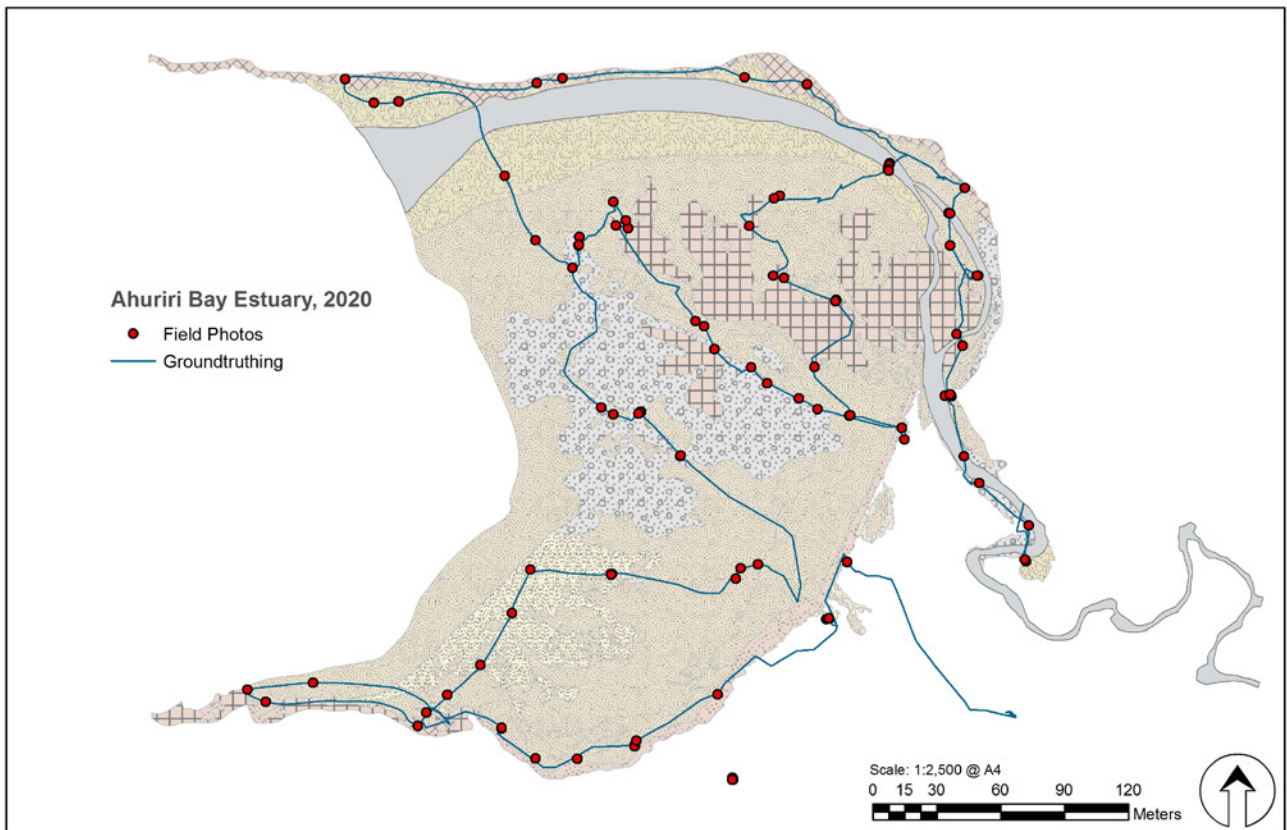 Ahuriri Bay Estuary, 2020
Field Photos
Groundtruthing
Scale: 1:2,500 @ A4
0 15 30 60 90 120
Meters